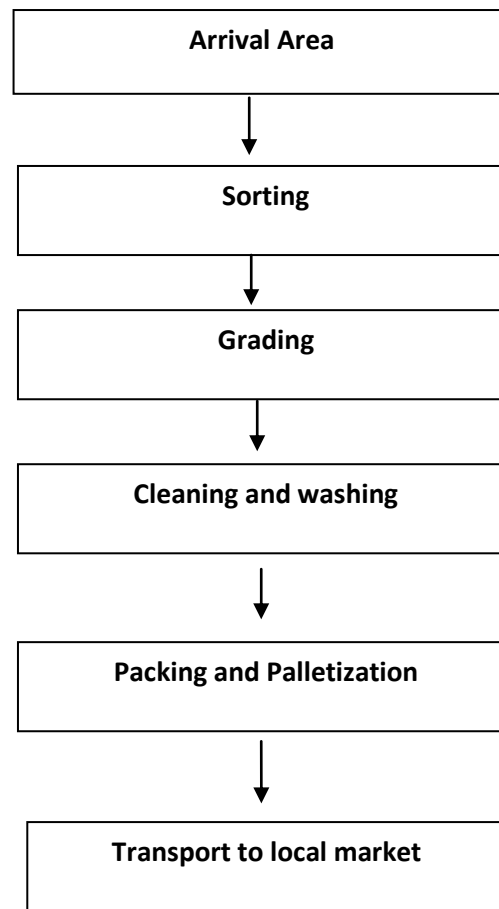 Arrival Area
Sorting
Grading
Cleaning and washing
Packing and Palletization
Transport to local market